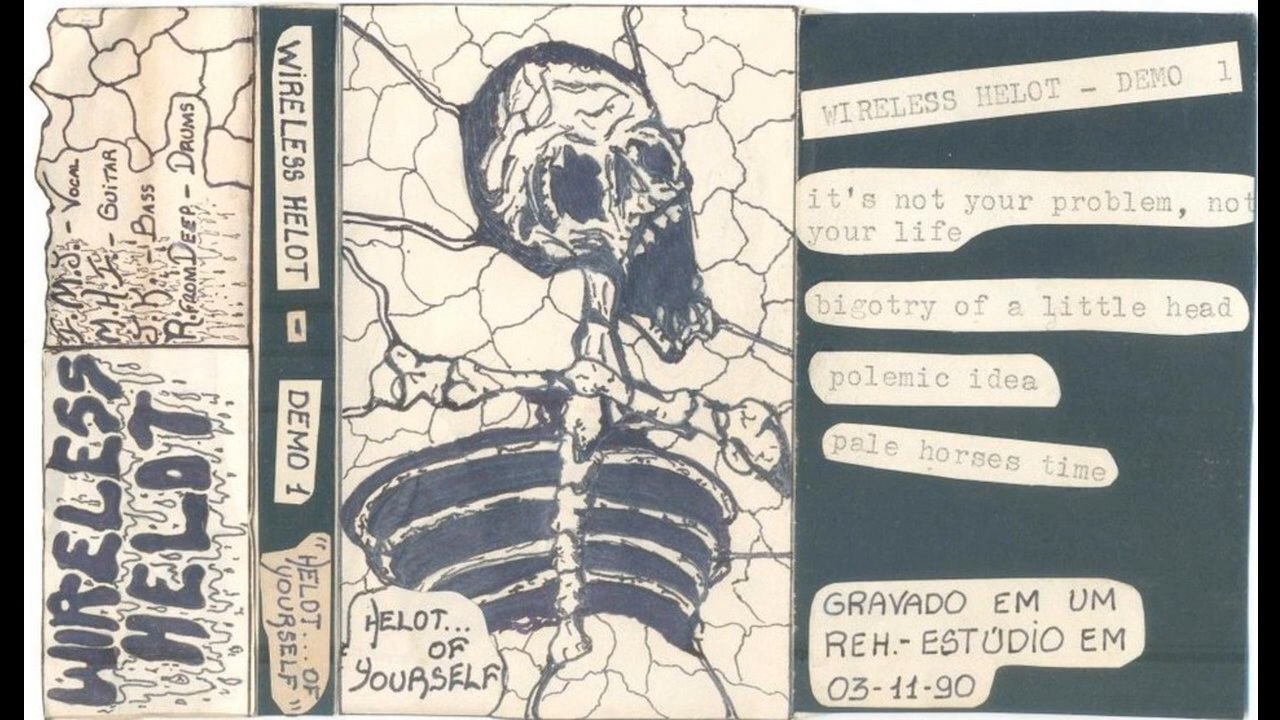 F.M.J. - VOCAL
M.H.I. - GUITAR
J.K. - BASS
R. FROM DEEP - DRUMS
WIRELESS
HELOT
WIRELESS HELOT - DEMO 1
"HELOT... OF
YOURSELF"
HELOT...
OF
YOURSELF
WIRELESS HELOT - DEMO 1
it's not your problem, not
your life
bigotry of a little head
polemic idea
pale horses time
GRAVADO EM UM
REH.-ESTÚDIO EM
03-11-90